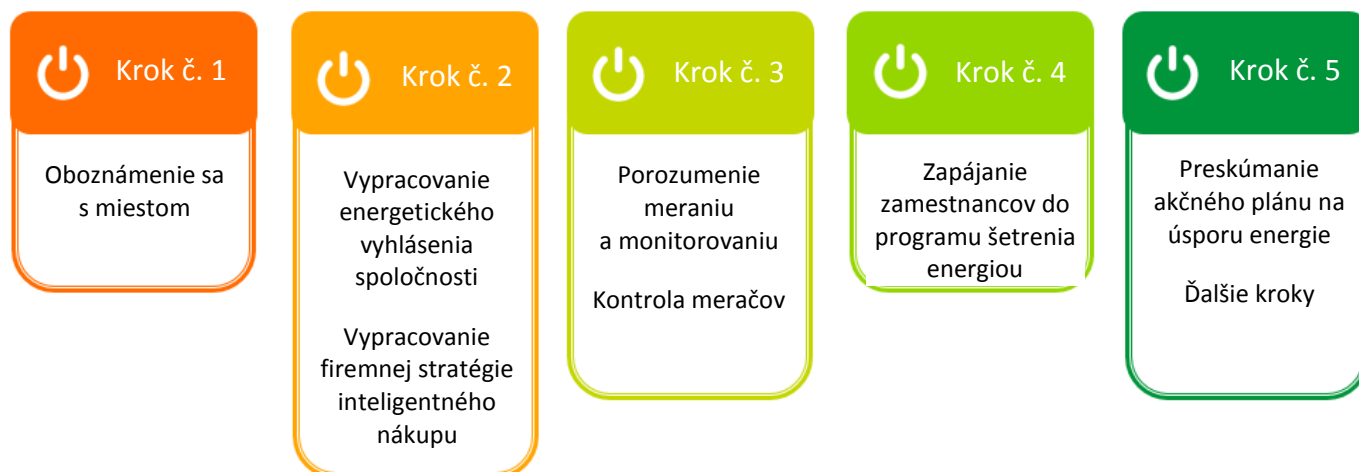 Krok č. 1
Oboznámenie sa
s miestom
Krok č. 2
Vypracovanie
energetického
vyhlásenia
spoločnosti
Vypracovanie
firemnej stratégie
inteligentného
nákupu
Krok č. 3
Porozumenie
meraniu
a monitorovaniu
Kontrola meračov
Krok č. 4
Zapájanie
zamestnancov do
programu šetrenia
energiou
Krok č. 5
Preskúmanie
akčného plánu na
úsporu energie
Ďalšie kroky